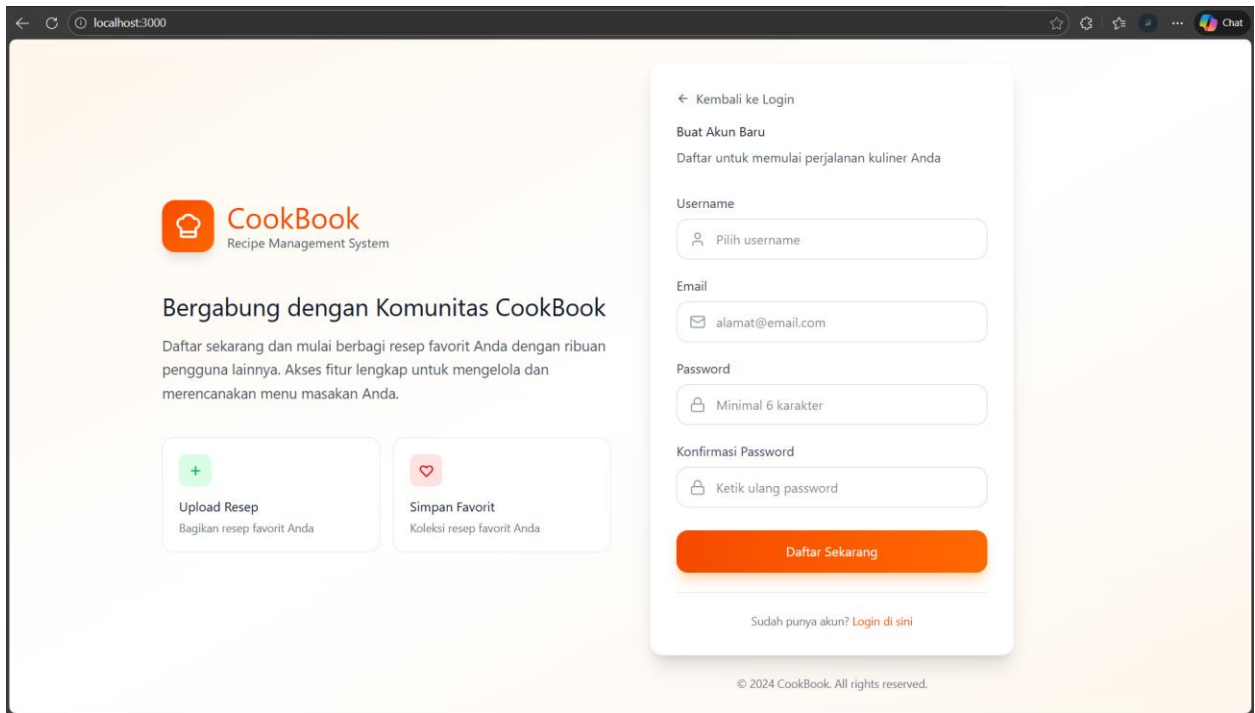 localhost:3000
Chat
CookBook
Recipe Management System
Bergabung dengan Komunitas CookBook
Daftar sekarang dan mulai berbagi resep favorit Anda dengan ribuan
pengguna lainnya. Akses fitur lengkap untuk mengelola dan
merencanakan menu masakan Anda.
Upload Resep
Bagikan resep favorit Anda
Simpan Favorit
Koleksi resep favorit Anda
Kembali ke Login
Buat Akun Baru
Daftar untuk memulai perjalanan kuliner Anda
Username
Pilih username
Email
alamat@email.com
Password
Minimal 6 karakter
Konfirmasi Password
Ketik ulang password
Daftar Sekarang
Sudah punya akun? Login di sini
© 2024 CookBook. All rights reserved.